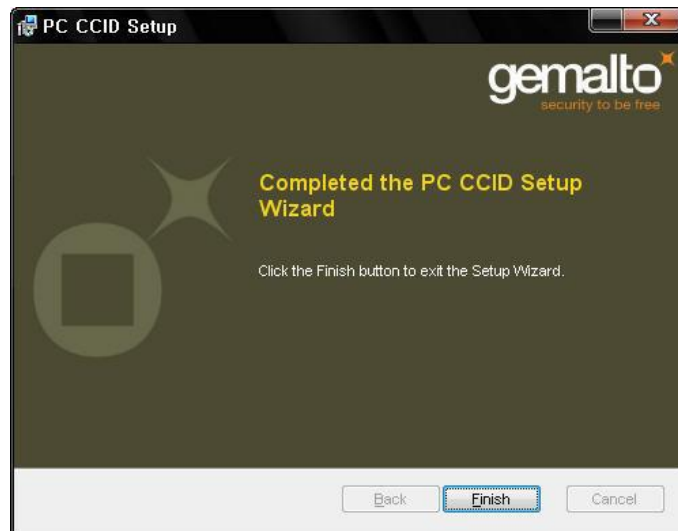 PC CCID Setup
gemalto
security to be free
Completed the PC CCID Setup
Wizard
Click the Finish button to exit the Setup Wizard.
Back
Finish
Cancel